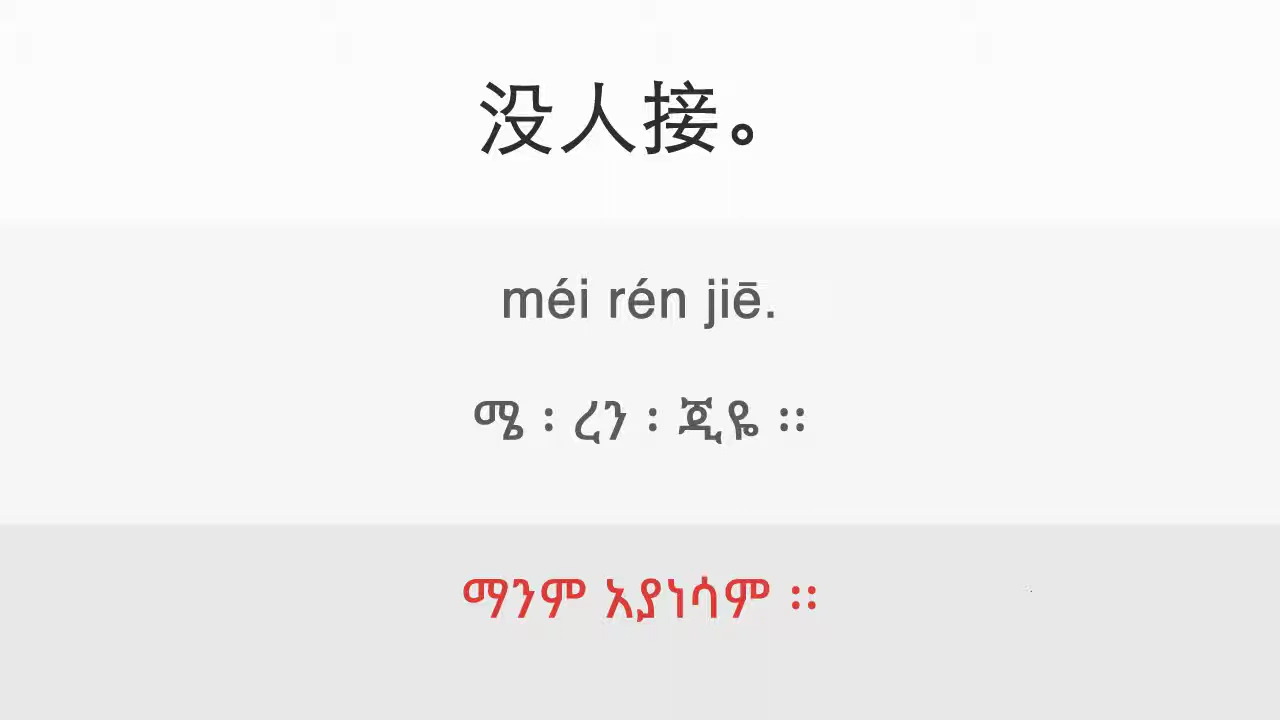 没人接。
méi rén jiē.
ሜ ፡ ረን ፡ ጂዬ ፡፡
ማንም አያነሳም ፡፡